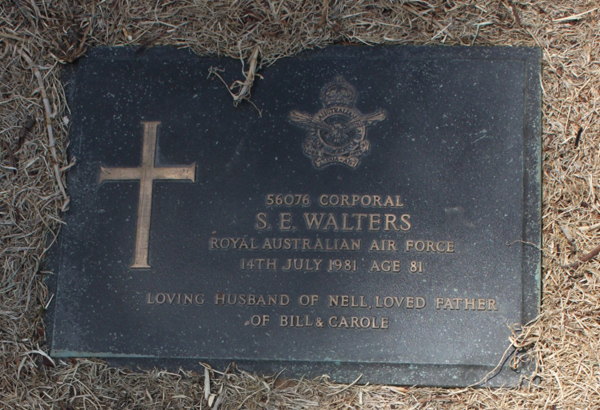 56076 CORPORAL
S. E. WALTERS
ROYAL AUSTRALIAN AIR FORCE
14TH JULY 1981 AGE 81
LOVING HUSBAND OF NELL, LOVED FATHER
OF BILL & CAROLE